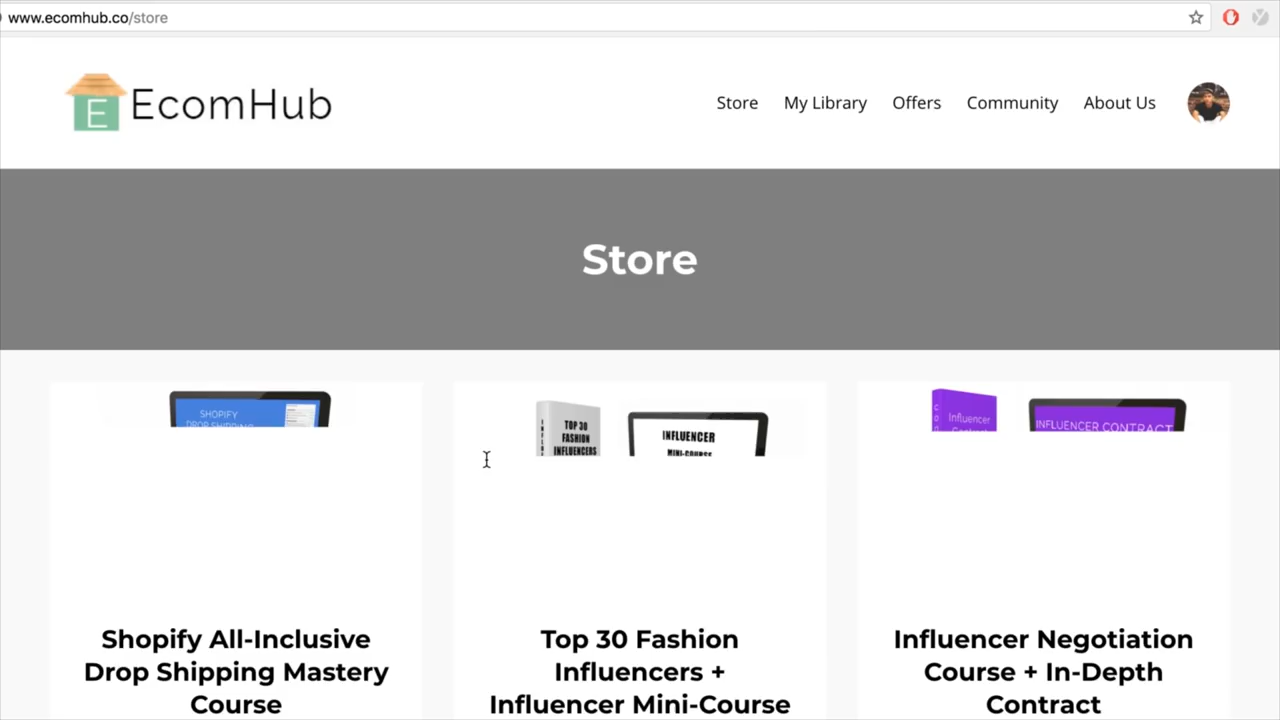 www.ecomhub.co/store
E EcomHub
Store My Library Offers Community About Us
Store
SHOPIFY
DROP SHIPPING
TOP 30
FASHION
INFLUENCERS
INFLUENCER
MINI-COURSE
Influencer
INFLUENCER CONTRACT
Shopify All-Inclusive
Drop Shipping Mastery
Course
Top 30 Fashion
Influencers +
Influencer Mini-Course
Influencer Negotiation
Course + In-Depth
Contract